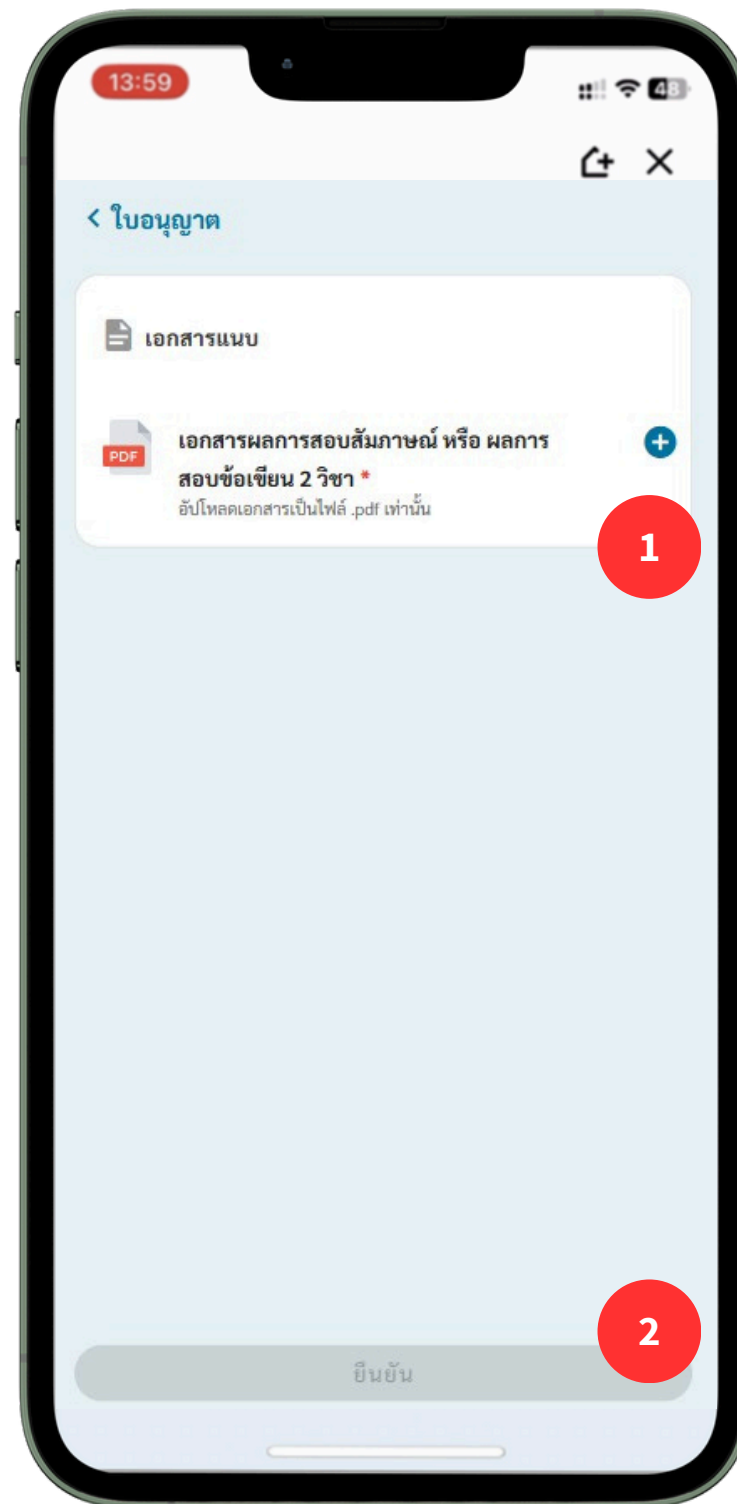 13:59
48
< ใบอนุญาต
เอกสารแนบ
PDF
เอกสารผลการสอบสัมภาษณ์ หรือ ผลการ
สอบข้อเขียน 2 วิชา *
อัปโหลดเอกสารเป็นไฟล์ .pdf เท่านั้น
1
2
ยืนยัน